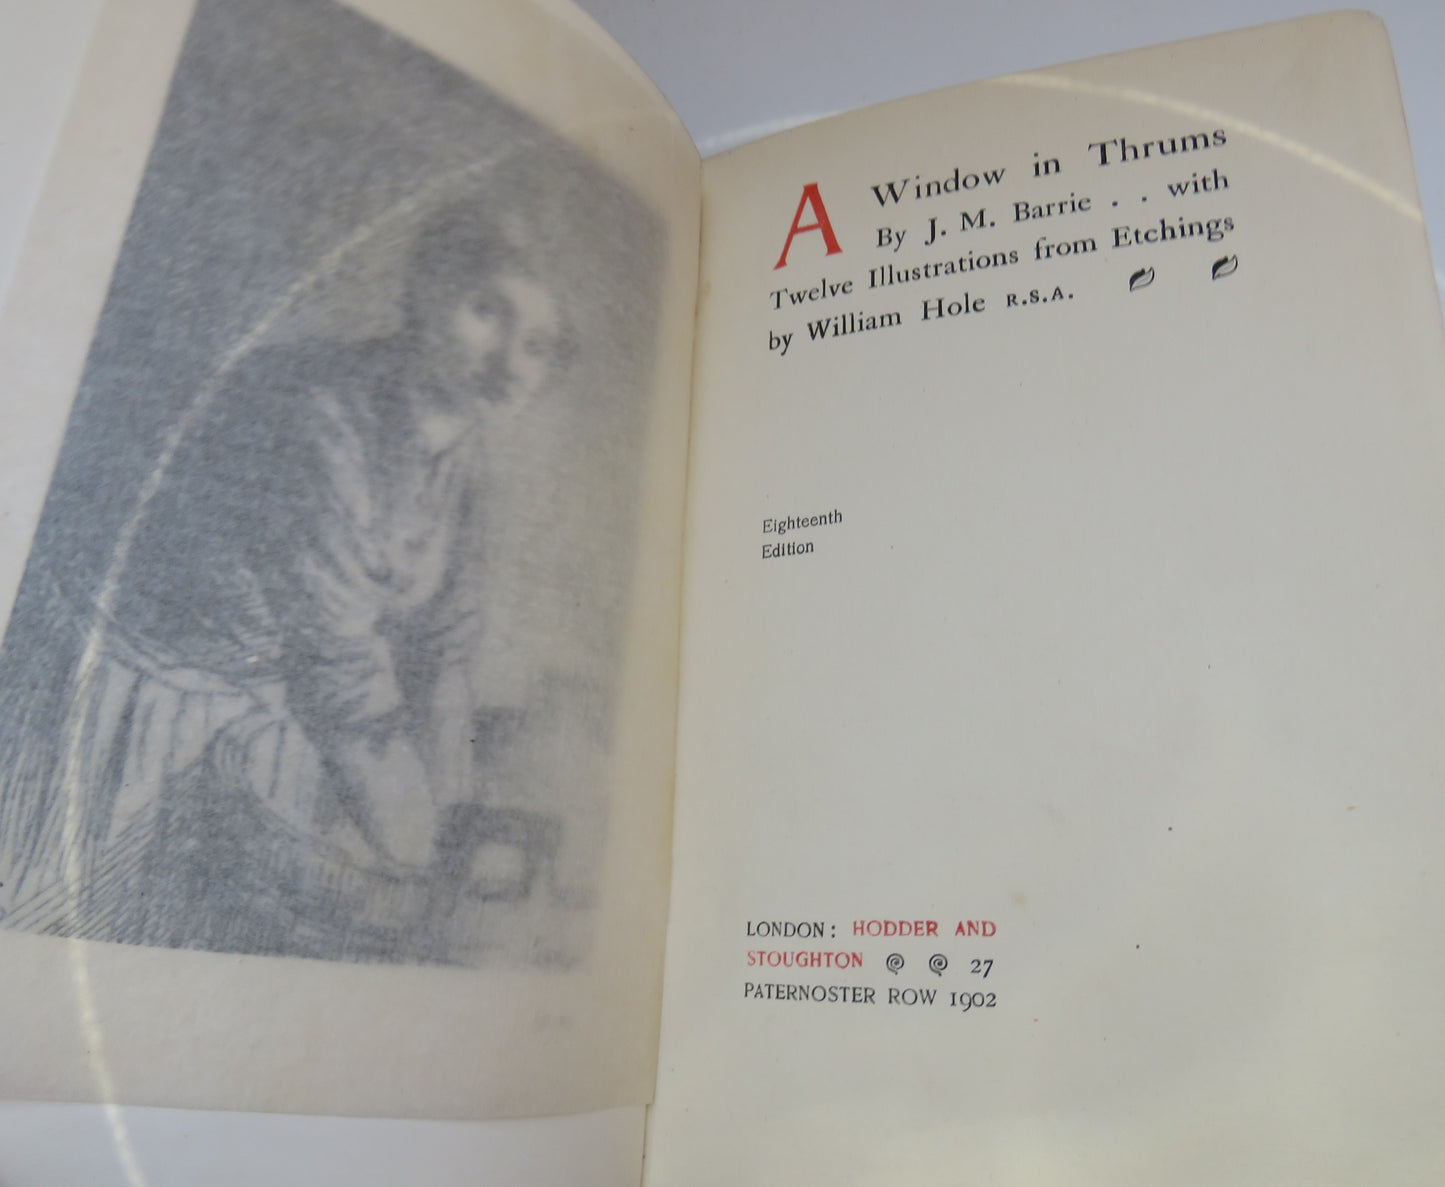 A Window in Thrums
By J. M. Barrie . . with
Twelve Illustrations from Etchings
by William Hole R.S.A.
Eighteenth
Edition
LONDON: HODDER AND
STOUGHTON 27
PATERNOSTER ROW 1902